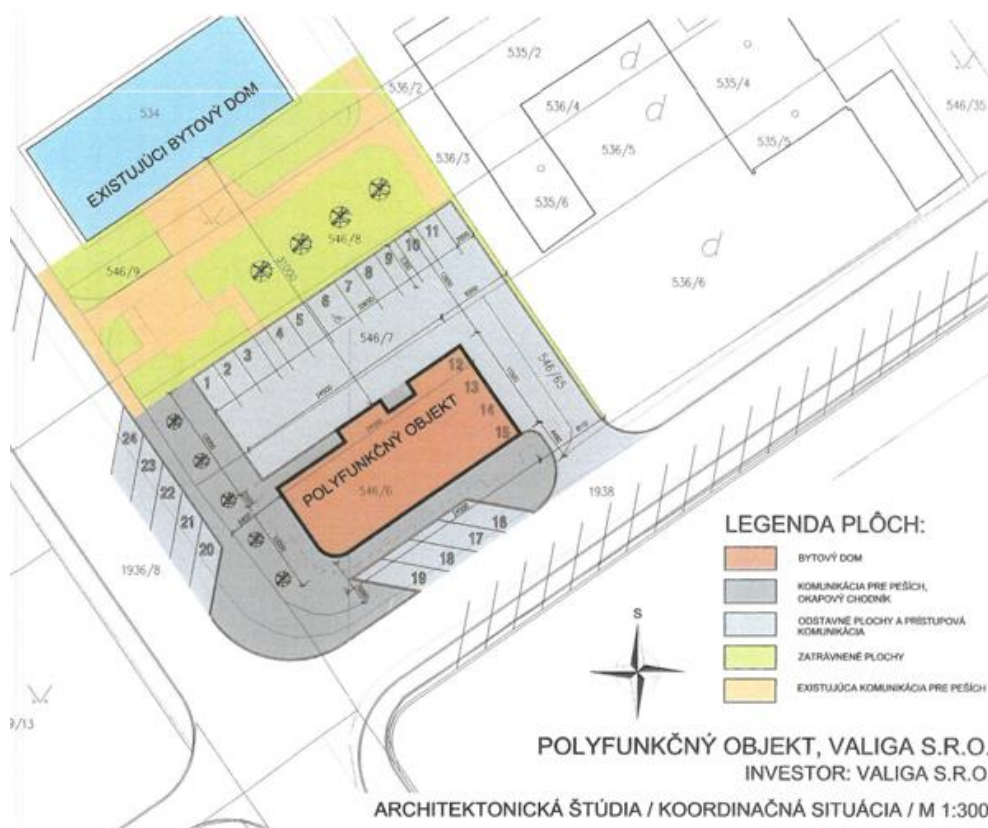 535/2
534
536/2
536/4
d
535/4
546/35
EXISTUJÚCI BYTOVÝ DOM
d
536/3
536/5
535/5
535/6
546/9
546/8
31000
d
536/6
11
10
9
8
7
6
5
4
3
2
1
546/7
546/65
12
13
14
15
POLYFUNKČNÝ OBJEKT
546/6
24
23
22
21
20
16
17
18
19
1938
1936/8
9/13
LEGENDA PLÔCH:
BYTOVÝ DOM
KOMUNIKÁCIA PRE PEŠÍCH,
OKAPOVÝ CHODNÍK
ODSTAVNÉ PLOCHY A PRÍSTUPOVÁ
KOMUNIKÁCIA
ZATRÁVNENÉ PLOCHY
EXISTUJÚCA KOMUNIKÁCIA PRE PEŠÍCH
S
POLYFUNKČNÝ OBJEKT, VALIGA S.R.O.
INVESTOR: VALIGA S.R.O.
ARCHITEKTONICKÁ ŠTÚDIA / KOORDINAČNÁ SITUÁCIA / M 1:300